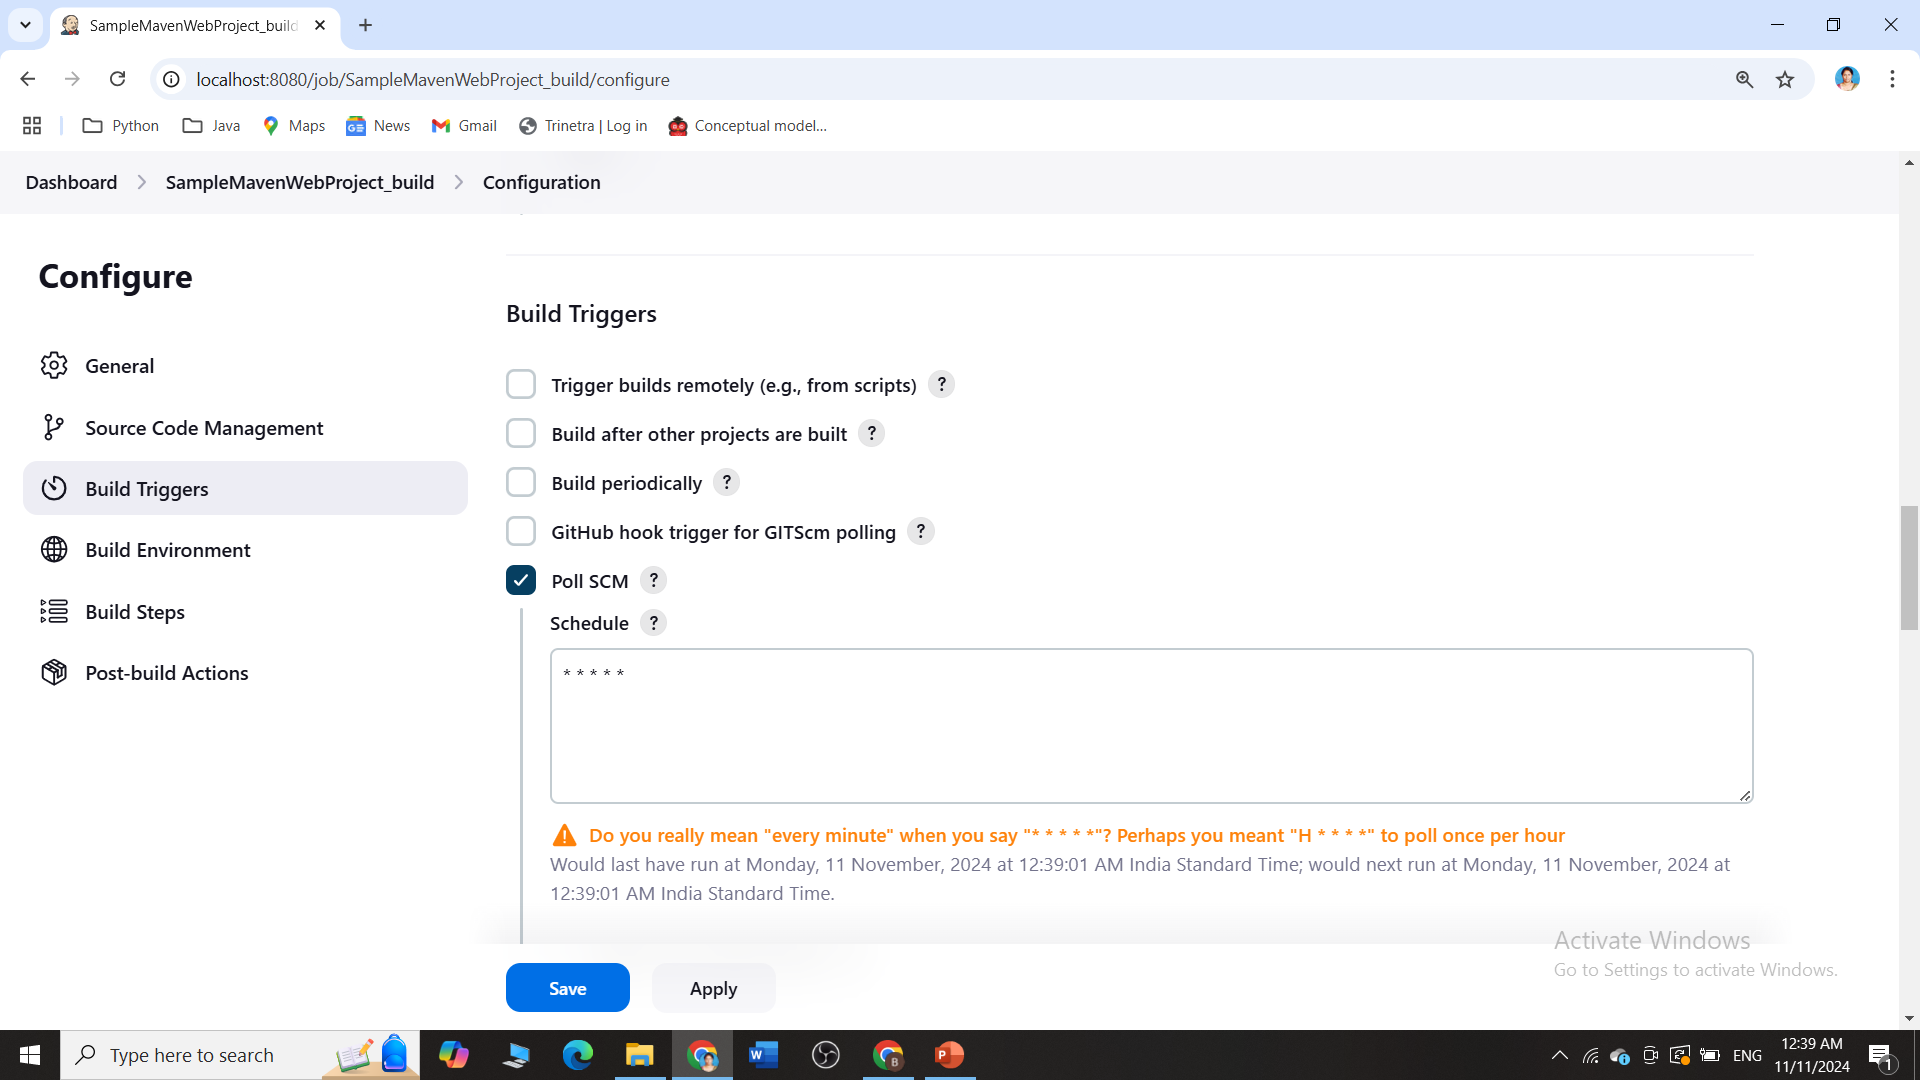 SampleMavenWebProject_build
localhost:8080/job/SampleMavenWebProject_build/configure
Python
Java
Maps
News
Gmail
Trinetra | Log in
Conceptual model...
Dashboard
SampleMavenWebProject_build
Configuration
Configure
General
Source Code Management
Build Triggers
Build Environment
Build Steps
Post-build Actions
Build Triggers
Trigger builds remotely (e.g., from scripts) ?
Build after other projects are built ?
Build periodically ?
GitHub hook trigger for GITScm polling ?
Poll SCM ?
Schedule ?
* * * * *
Do you really mean "every minute" when you say "* * * * *"? Perhaps you meant "H * * * *" to poll once per hour
Would last have run at Monday, 11 November, 2024 at 12:39:01 AM India Standard Time; would next run at Monday, 11 November, 2024 at
12:39:01 AM India Standard Time.
Save
Apply
Activate Windows
Go to Settings to activate Windows.
Type here to search
ENG
12:39 AM
11/11/2024
1